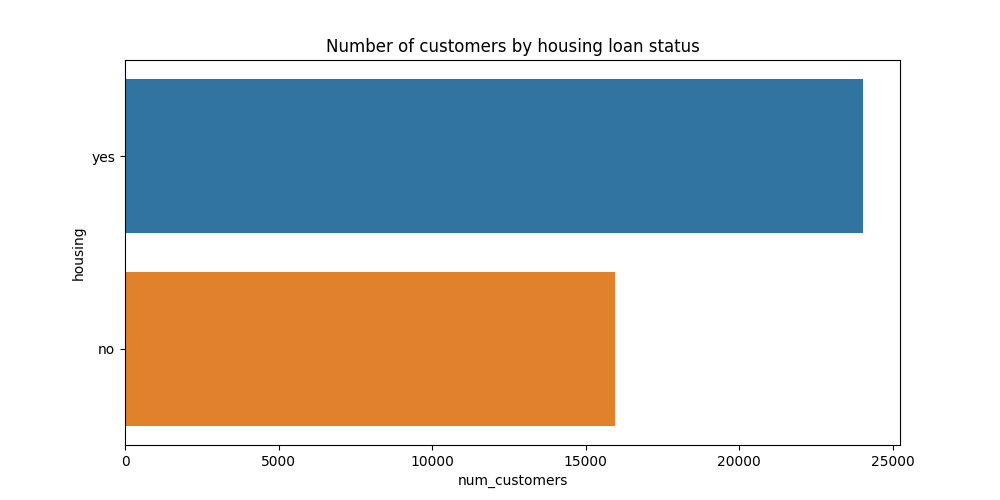 Number of customers by housing loan status
yes
no
housing
0 5000 10000 15000 20000 25000
num_customers